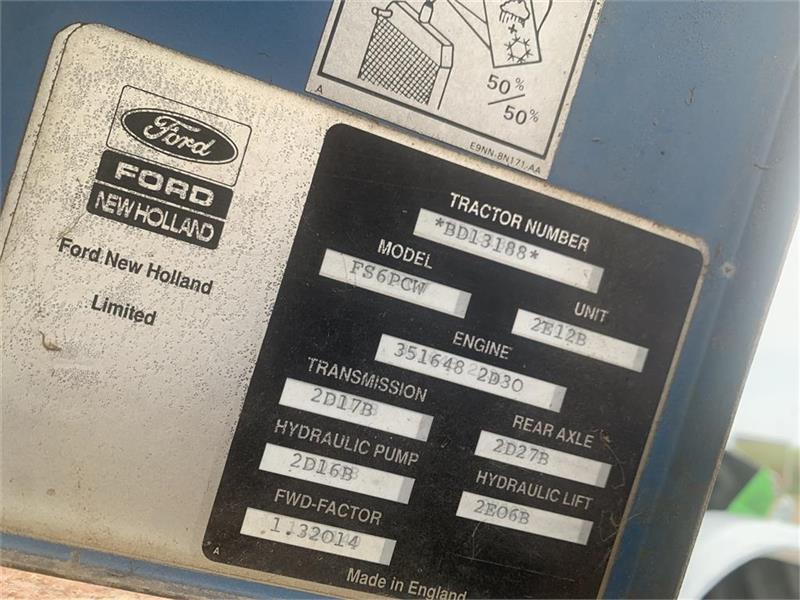 50%
50%
A
E9NN-8N171-AA
Ford
FORD
NEW HOLLAND
Ford New Holland
Limited
TRACTOR NUMBER
*BD13188*
MODEL
FS6PCW
UNIT
2E12B
ENGINE
351648 2D30
TRANSMISSION
2D17B
REAR AXLE
2D27B
HYDRAULIC PUMP
2D16B
HYDRAULIC LIFT
2E06B
FWD-FACTOR
1.32014
A
Made in England